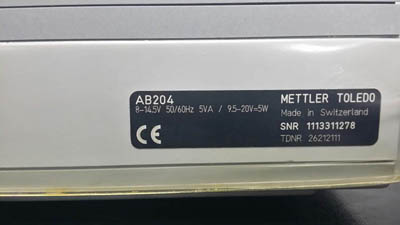 AB204
8-14.5V 50/60Hz 5VA / 9.5-20V=5W
CE
METTLER TOLEDO
Made in Switzerland
SNR 1113311278
TDNR 26212111